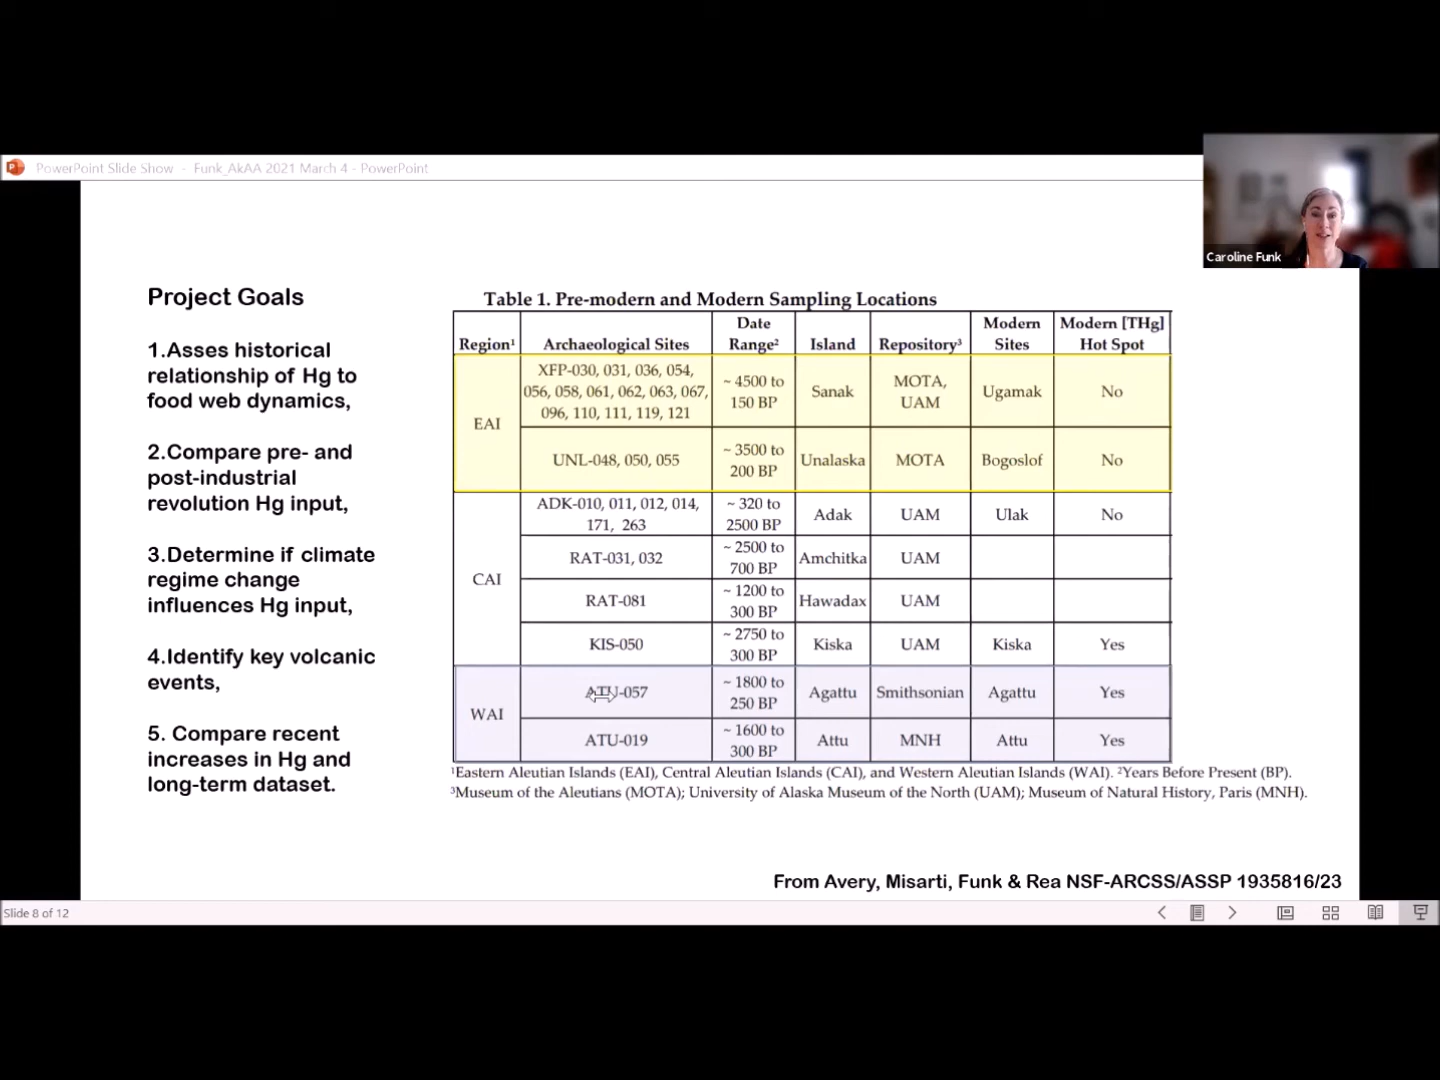 PowerPoint Slide Show - Funk_AkAA 2021 March 4 - PowerPoint
Caroline Funk
Project Goals
1.Asses historical
relationship of Hg to
food web dynamics,
2.Compare pre- and
post-industrial
revolution Hg input,
3.Determine if climate
regime change
influences Hg input,
4.Identify key volcanic
events,
5. Compare recent
increases in Hg and
long-term dataset.
Table 1. Pre-modern and Modern Sampling Locations
Region¹ Archaeological Sites Date Range² Island Repository³ Modern Sites Modern [THg] Hot Spot
EAI XFP-030, 031, 036, 054, 056, 058, 061, 062, 063, 067, 096, 110, 111, 119, 121 ~ 4500 to 150 BP Sanak MOTA, UAM Ugamak No
UNL-048, 050, 055 ~ 3500 to 200 BP Unalaska MOTA Bogoslof No
CAI ADK-010, 011, 012, 014, 171, 263 ~ 320 to 2500 BP Adak UAM Ulak No
RAT-031, 032 ~ 2500 to 700 BP Amchitka UAM
RAT-081 ~ 1200 to 300 BP Hawadax UAM
KIS-050 ~ 2750 to 300 BP Kiska UAM Kiska Yes
WAI ATU-057 ~ 1800 to 250 BP Agattu Smithsonian Agattu Yes
ATU-019 ~ 1600 to 300 BP Attu MNH Attu Yes
¹Eastern Aleutian Islands (EAI), Central Aleutian Islands (CAI), and Western Aleutian Islands (WAI). ²Years Before Present (BP).
³Museum of the Aleutians (MOTA); University of Alaska Museum of the North (UAM); Museum of Natural History, Paris (MNH).
From Avery, Misarti, Funk & Rea NSF-ARCSS/ASSP 1935816/23
Slide 8 of 12